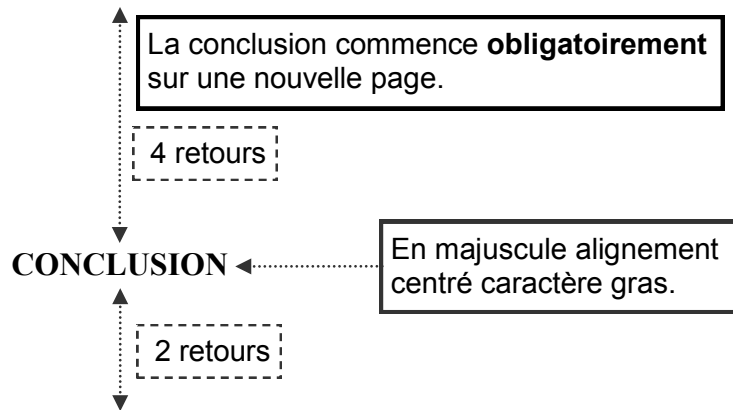 La conclusion commence obligatoirement
sur une nouvelle page.
4 retours
CONCLUSION
En majuscule alignement
centré caractère gras.
2 retours